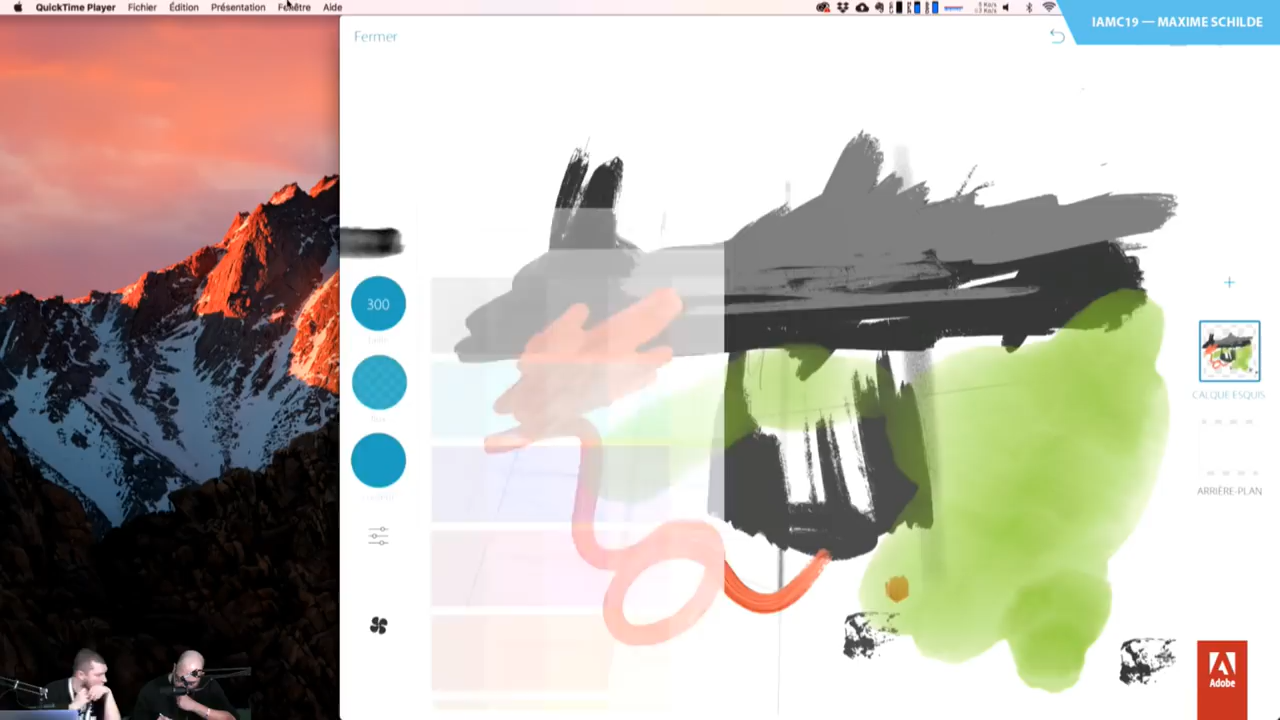 QuickTime Player Fichier Édition Présentation Fenêtre Aide
IAMC19 — MAXIME SCHILDE
Fermer
300
CALQUE ESQUIS
ARRIÈRE-PLAN
Adobe